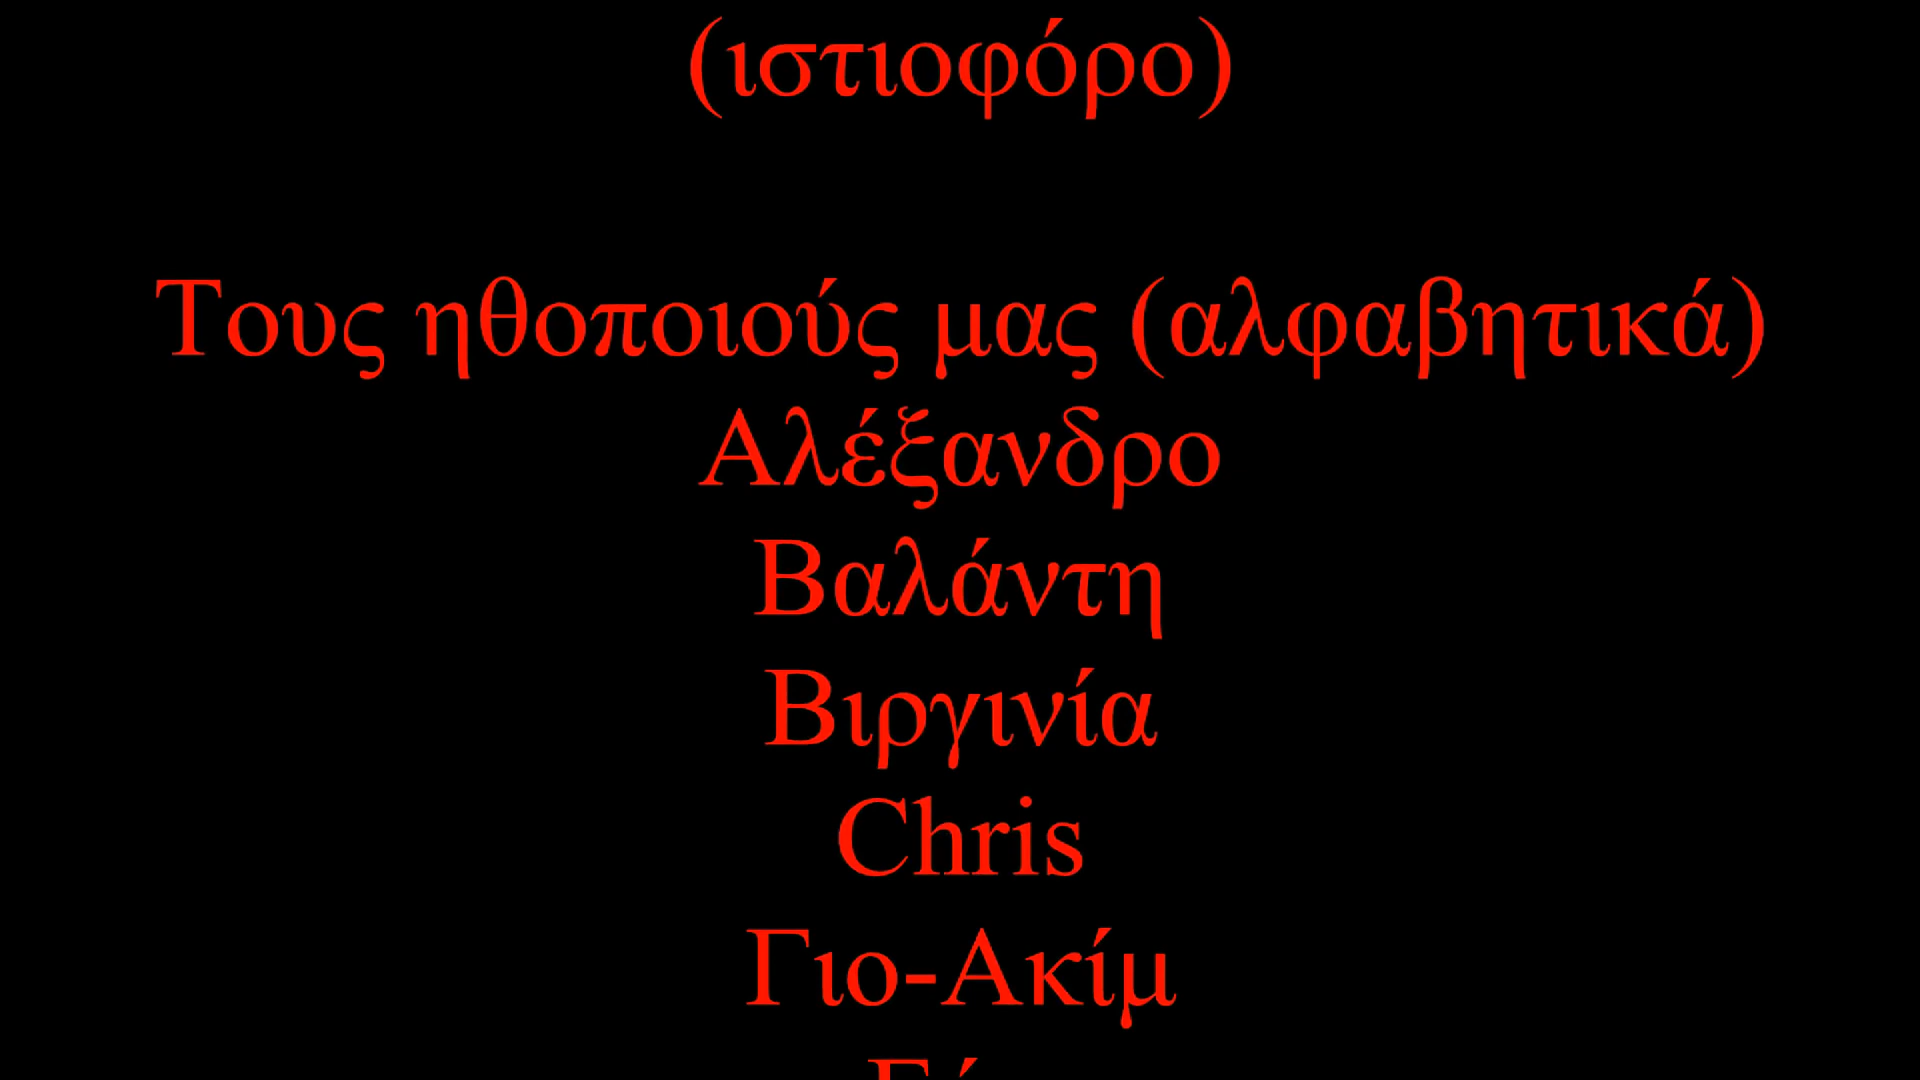 (ιστιοφόρο)
Τους ηθοποιούς μας (αλφαβητικά)
Αλέξανδρο
Βαλάντη
Βιργινία
Chris
Γιο-Ακίμ